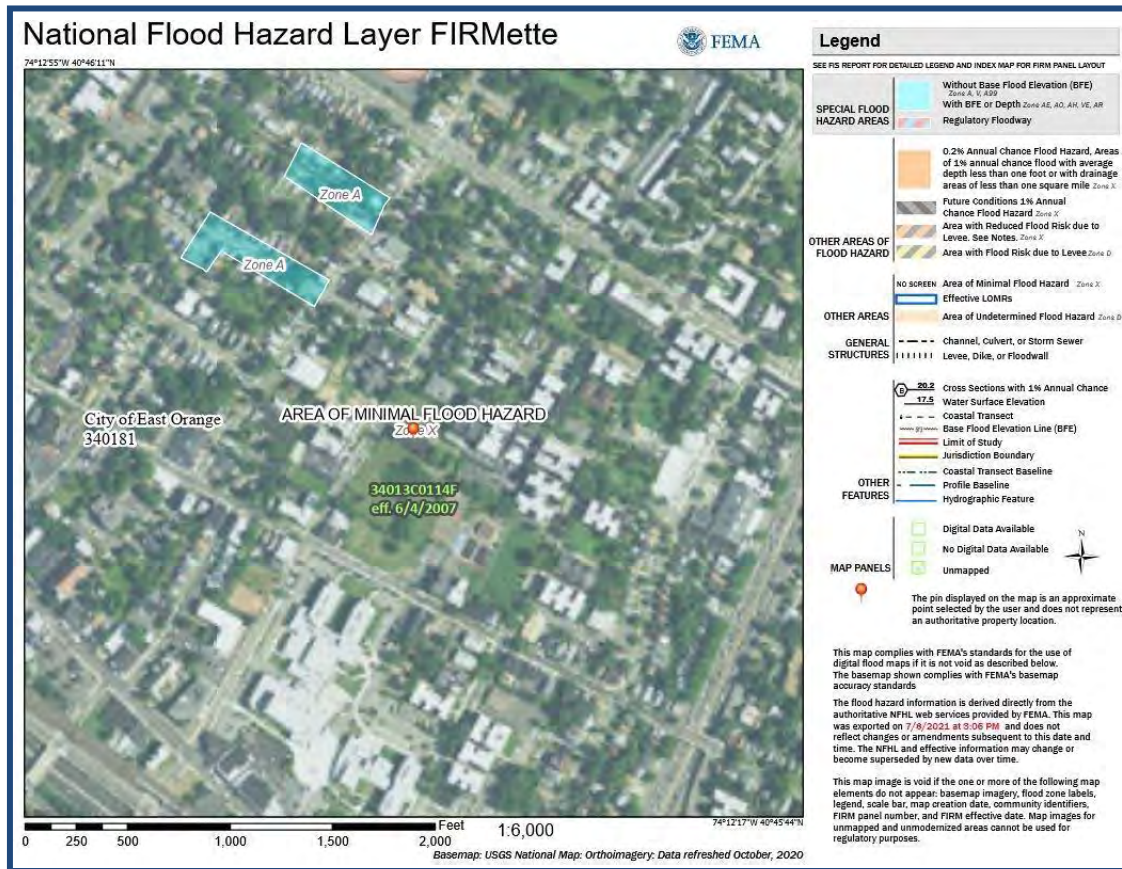 National Flood Hazard Layer FIRMette
FEMA
74°12'55"W 40°46'11"N
Zone A
Zone A
City of East Orange
340181
AREA OF MINIMAL FLOOD HAZARD
Zone X
34013C0114F
eff. 6/4/2007
74°12'17"W 40°45'44"N
0 250 500 1,000 1,500 2,000
Feet
1:6,000
Basemap: USGS National Map: Orthoimagery: Data refreshed October, 2020
Legend
SEE FIS REPORT FOR DETAILED LEGEND AND INDEX MAP FOR FIRM PANEL LAYOUT
SPECIAL FLOOD
HAZARD AREAS
Without Base Flood Elevation (BFE)
Zone A, V, A99
With BFE or Depth Zone AE, AO, AH, VE, AR
Regulatory Floodway
OTHER AREAS OF
FLOOD HAZARD
0.2% Annual Chance Flood Hazard, Areas
of 1% annual chance flood with average
depth less than one foot or with drainage
areas of less than one square mile Zone X
Future Conditions 1% Annual
Chance Flood Hazard Zone X
Area with Reduced Flood Risk due to
Levee. See Notes. Zone X
Area with Flood Risk due to Levee Zone D
OTHER AREAS
NO SCREEN Area of Minimal Flood Hazard Zone X
Effective LOMRs
Area of Undetermined Flood Hazard Zone D
GENERAL
STRUCTURES
Channel, Culvert, or Storm Sewer
Levee, Dike, or Floodwall
OTHER
FEATURES
B 20.2 Cross Sections with 1% Annual Chance
17.5 Water Surface Elevation
Coastal Transect
Base Flood Elevation Line (BFE)
Limit of Study
Jurisdiction Boundary
Coastal Transect Baseline
Profile Baseline
Hydrographic Feature
MAP PANELS
Digital Data Available
No Digital Data Available
Unmapped
N
The pin displayed on the map is an approximate
point selected by the user and does not represent
an authoritative property location.
This map complies with FEMA's standards for the use of
digital flood maps if it is not void as described below.
The basemap shown complies with FEMA's basemap
accuracy standards
The flood hazard information is derived directly from the
authoritative NFHL web services provided by FEMA. This map
was exported on 7/6/2021 at 3:06 PM and does not
reflect changes or amendments subsequent to this date and
time. The NFHL and effective information may change or
become superseded by new data over time.
This map image is void if the one or more of the following map
elements do not appear: basemap imagery, flood zone labels,
legend, scale bar, map creation date, community identifiers,
FIRM panel number, and FIRM effective date. Map images for
unmapped and unmodernized areas cannot be used for
regulatory purposes.